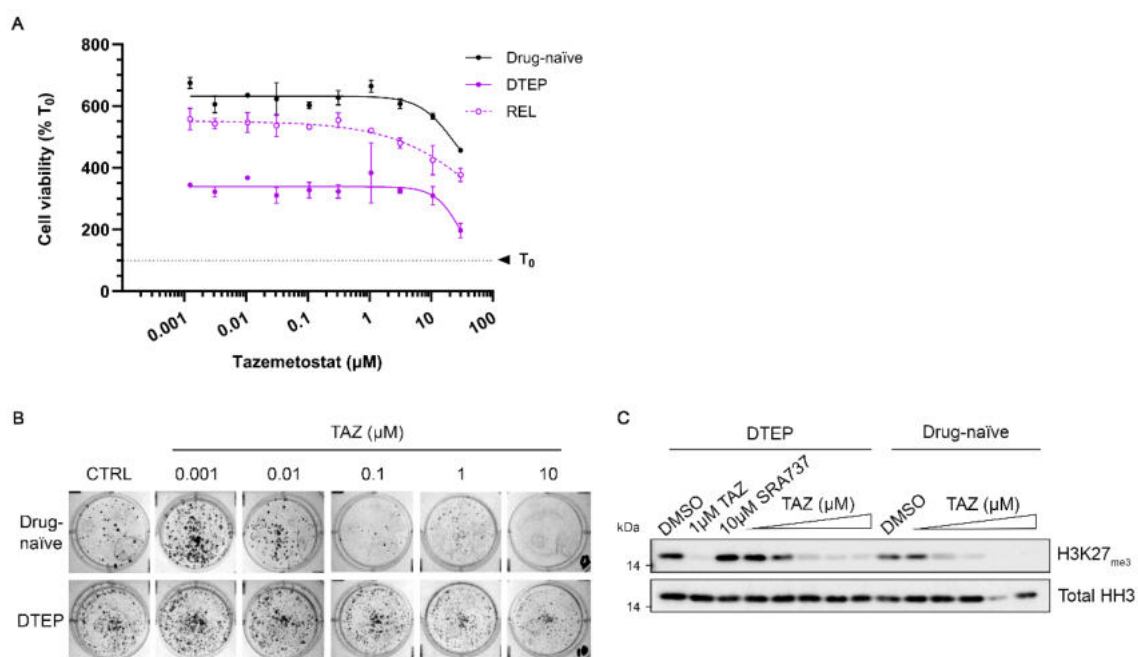 A
Cell viability (% T0)
800
600
400
200
0
Drug-naïve
DTEP
REL
T0
0.001
0.01
0.1
1
10
100
Tazemetostat (µM)
B
TAZ (µM)
CTRL
0.001
0.01
0.1
1
10
Drug-
naïve
DTEP
C
DTEP
Drug-naïve
DMSO
1µM TAZ
10µM SRA737
TAZ (µM)
DMSO
TAZ (µM)
kDa
14
H3K27me3
14
Total HH3